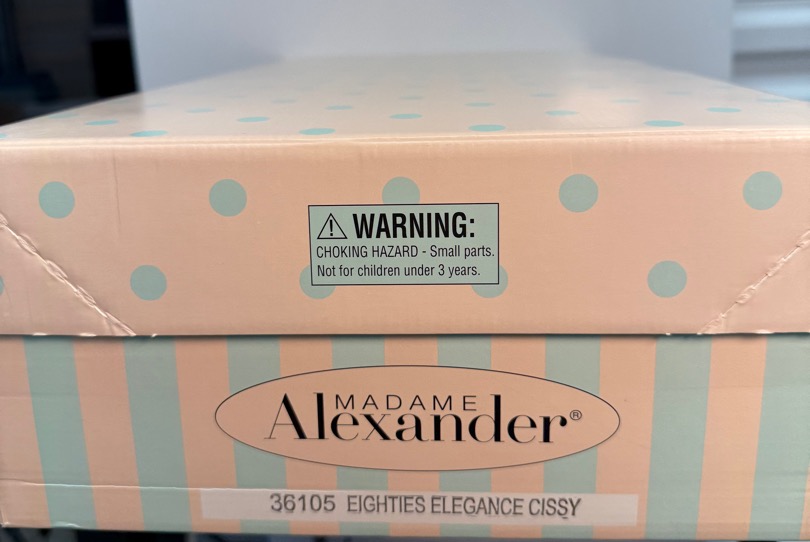 WARNING:
CHOKING HAZARD - Small parts.
Not for children under 3 years.
MADAME
Alexander®
36105 EIGHTIES ELEGANCE CISSY